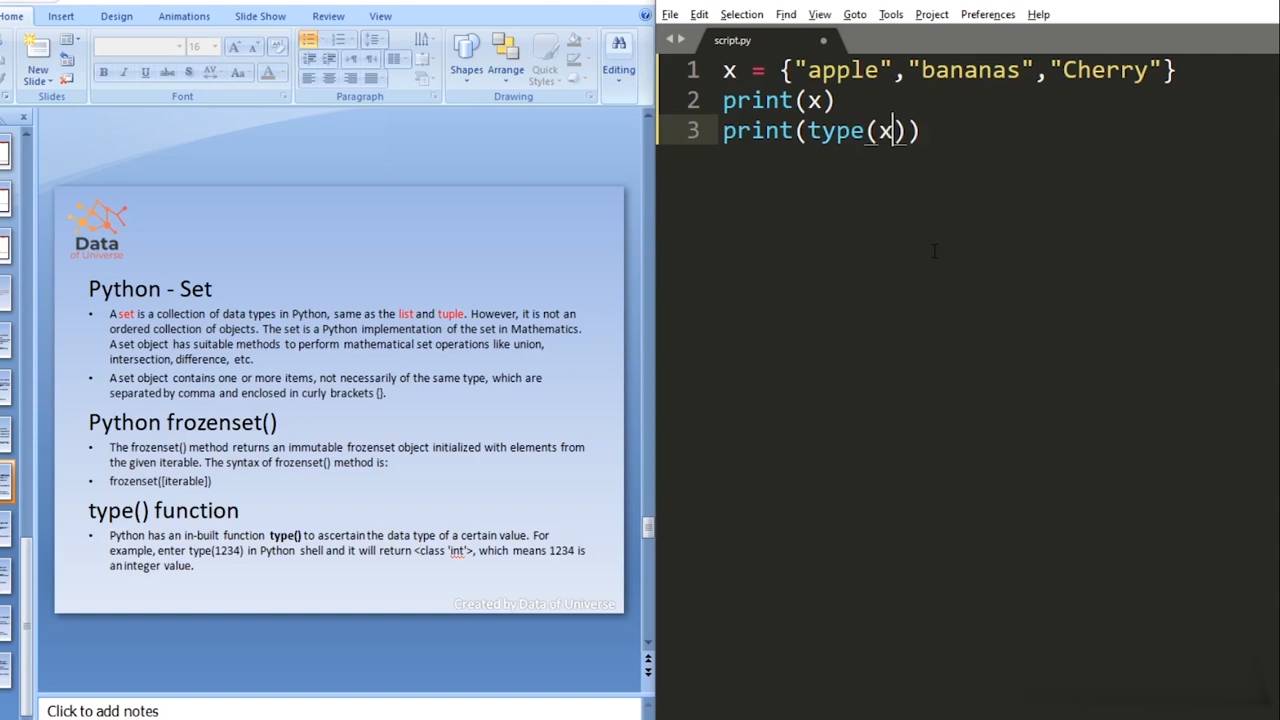 Home Insert Design Animations Slide Show Review View
16
New
Slide
Shapes Arrange Quick
Styles
Editing
Slides Font Paragraph Drawing
Data
of Universe
Python - Set
• A set is a collection of data types in Python, same as the list and tuple. However, it is not an
ordered collection of objects. The set is a Python implementation of the set in Mathematics.
A set object has suitable methods to perform mathematical set operations like union,
intersection, difference, etc.
• A set object contains one or more items, not necessarily of the same type, which are
separated by comma and enclosed in curly brackets {}.
Python frozenset()
• The frozenset() method returns an immutable frozenset object initialized with elements from
the given iterable. The syntax of frozenset() method is:
• frozenset([iterable])
type() function
• Python has an in-built function type() to ascertain the data type of a certain value. For
example, enter type(1234) in Python shell and it will return <class 'int'>, which means 1234 is
an integer value.
Created by Data of Universe
Click to add notes
File Edit Selection Find View Goto Tools Project Preferences Help
script.py
1 x = {"apple","bananas","Cherry"}
2 print(x)
3 print(type(x))